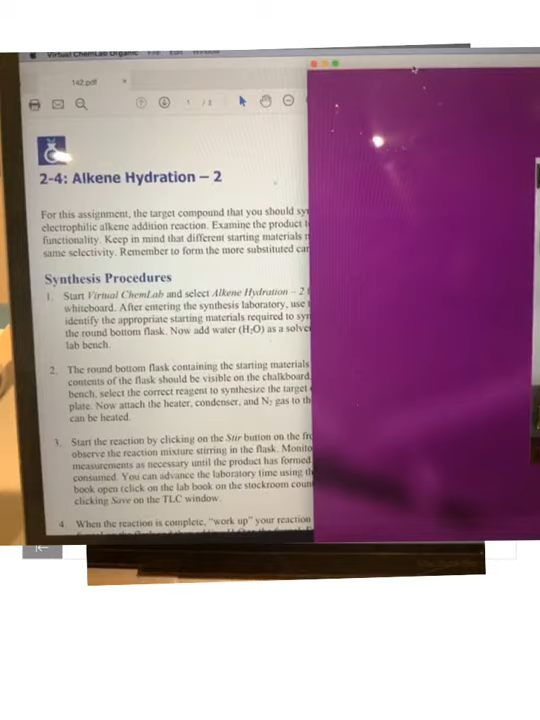 Virtual ChemLab Organic File Edit Window
142.pdf ×
1 / 2
2-4: Alkene Hydration – 2
For this assignment, the target compound that you should sy
electrophilic alkene addition reaction. Examine the product
functionality. Keep in mind that different starting materials
same selectivity. Remember to form the more substituted car
Synthesis Procedures
1. Start Virtual ChemLab and select Alkene Hydration – 2
whiteboard. After entering the synthesis laboratory, use
identify the appropriate starting materials required to syn
the round bottom flask. Now add water (H₂O) as a solve
lab bench.
2. The round bottom flask containing the starting materials
contents of the flask should be visible on the chalkboard.
bench, select the correct reagent to synthesize the target
plate. Now attach the heater, condenser, and N₂ gas to th
can be heated.
3. Start the reaction by clicking on the Stir button on the fro
observe the reaction mixture stirring in the flask. Monito
measurements as necessary until the product has formed
consumed. You can advance the laboratory time using th
book open (click on the lab book on the stockroom coun
clicking Save on the TLC window.
4. When the reaction is complete, "work up" your reaction